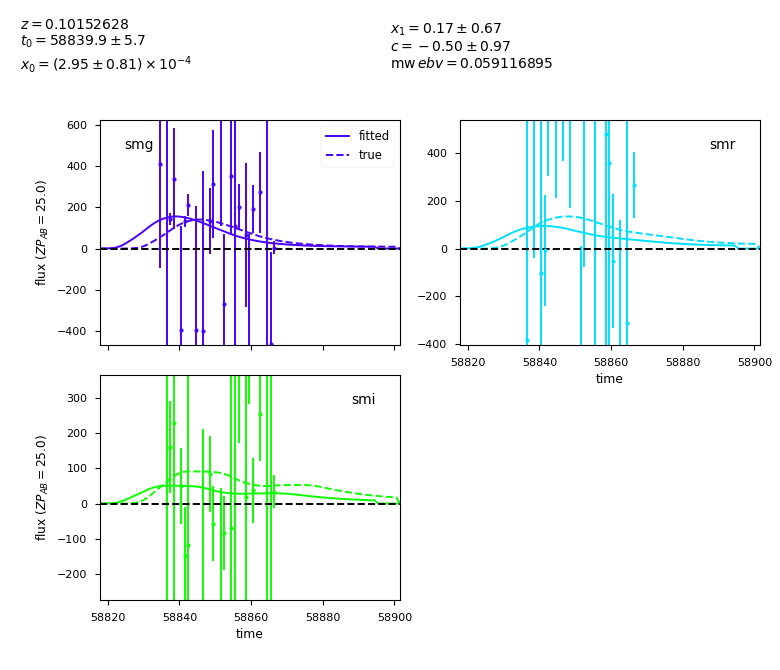 z = 0.10152628
t0 = 58839.9 ± 5.7
x0 = (2.95 ± 0.81) × 10^−4
x1 = 0.17 ± 0.67
c = −0.50 ± 0.97
mw ebv = 0.059116895
600
400
200
0
−200
−400
flux (ZP_AB = 25.0)
smg
fitted
true
400
200
0
−200
−400
smr
58820 58840 58860 58880 58900
time
300
200
100
0
−100
−200
flux (ZP_AB = 25.0)
smi
58820 58840 58860 58880 58900
time